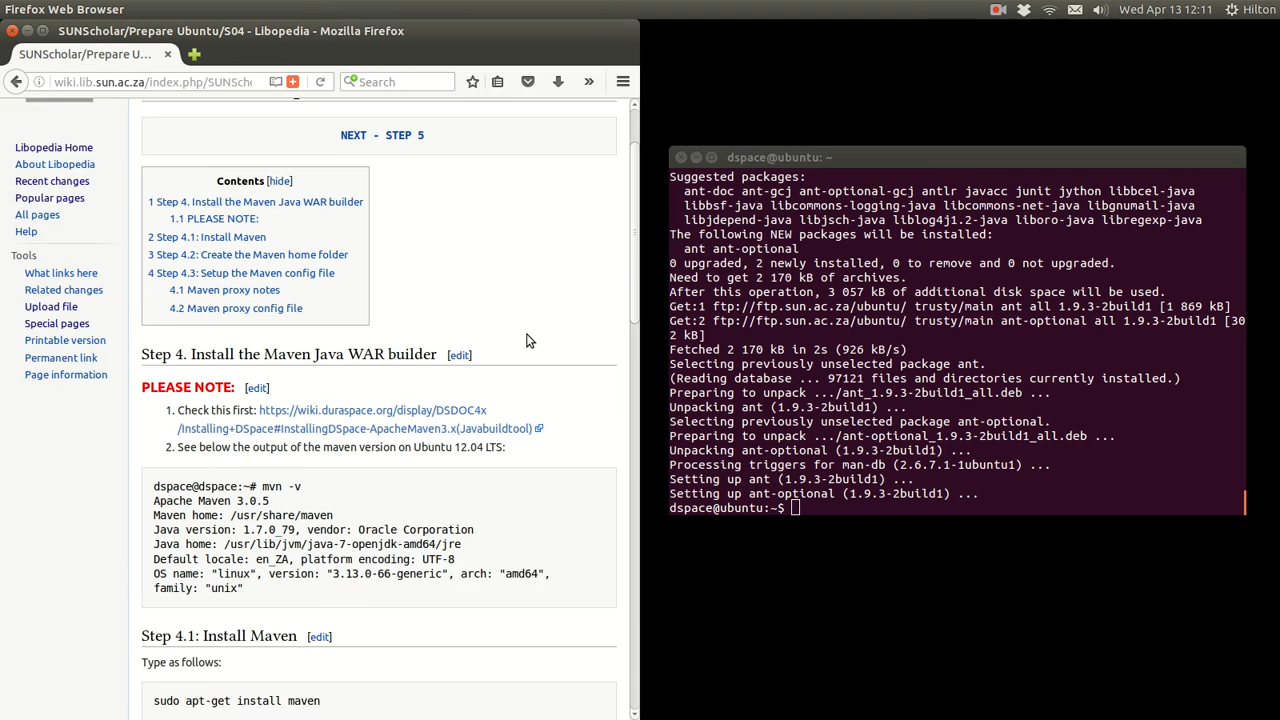 Firefox Web Browser
Wed Apr 13 12:11
Hilton
SUNScholar/Prepare Ubuntu/S04 - Libopedia - Mozilla Firefox
SUNScholar/Prepare U...
wiki.lib.sun.ac.za/index.php/SUNScho
Search
NEXT - STEP 5
Libopedia Home
About Libopedia
Recent changes
Popular pages
All pages
Help
Tools
What links here
Related changes
Upload file
Special pages
Printable version
Permanent link
Page information
Contents [hide]
1 Step 4. Install the Maven Java WAR builder
1.1 PLEASE NOTE:
2 Step 4.1: Install Maven
3 Step 4.2: Create the Maven home folder
4 Step 4.3: Setup the Maven config file
4.1 Maven proxy notes
4.2 Maven proxy config file
Step 4. Install the Maven Java WAR builder [edit]
PLEASE NOTE: [edit]
1. Check this first: https://wiki.duraspace.org/display/DSDOC4x
/Installing+DSpace#InstallingDSpace-ApacheMaven3.x(Javabuildtool)
2. See below the output of the maven version on Ubuntu 12.04 LTS:
dspace@dspace:~# mvn -v
Apache Maven 3.0.5
Maven home: /usr/share/maven
Java version: 1.7.0_79, vendor: Oracle Corporation
Java home: /usr/lib/jvm/java-7-openjdk-amd64/jre
Default locale: en_ZA, platform encoding: UTF-8
OS name: "linux", version: "3.13.0-66-generic", arch: "amd64",
family: "unix"
Step 4.1: Install Maven [edit]
Type as follows:
sudo apt-get install maven
dspace@ubuntu: ~
Suggested packages:
ant-doc ant-gcj ant-optional-gcj antlr javacc junit jython libbcel-java
libbsf-java libcommons-logging-java libcommons-net-java libgnumail-java
libjdepend-java libjsch-java liblog4j1.2-java liboro-java libregexp-java
The following NEW packages will be installed:
ant ant-optional
0 upgraded, 2 newly installed, 0 to remove and 0 not upgraded.
Need to get 2 170 kB of archives.
After this operation, 3 057 kB of additional disk space will be used.
Get:1 ftp://ftp.sun.ac.za/ubuntu/ trusty/main ant all 1.9.3-2build1 [1 869 kB]
Get:2 ftp://ftp.sun.ac.za/ubuntu/ trusty/main ant-optional all 1.9.3-2build1 [30
2 kB]
Fetched 2 170 kB in 2s (926 kB/s)
Selecting previously unselected package ant.
(Reading database ... 97121 files and directories currently installed.)
Preparing to unpack .../ant_1.9.3-2build1_all.deb ...
Unpacking ant (1.9.3-2build1) ...
Selecting previously unselected package ant-optional.
Preparing to unpack .../ant-optional_1.9.3-2build1_all.deb ...
Unpacking ant-optional (1.9.3-2build1) ...
Processing triggers for man-db (2.6.7.1-1ubuntu1) ...
Setting up ant (1.9.3-2build1) ...
Setting up ant-optional (1.9.3-2build1) ...
dspace@ubuntu:~$